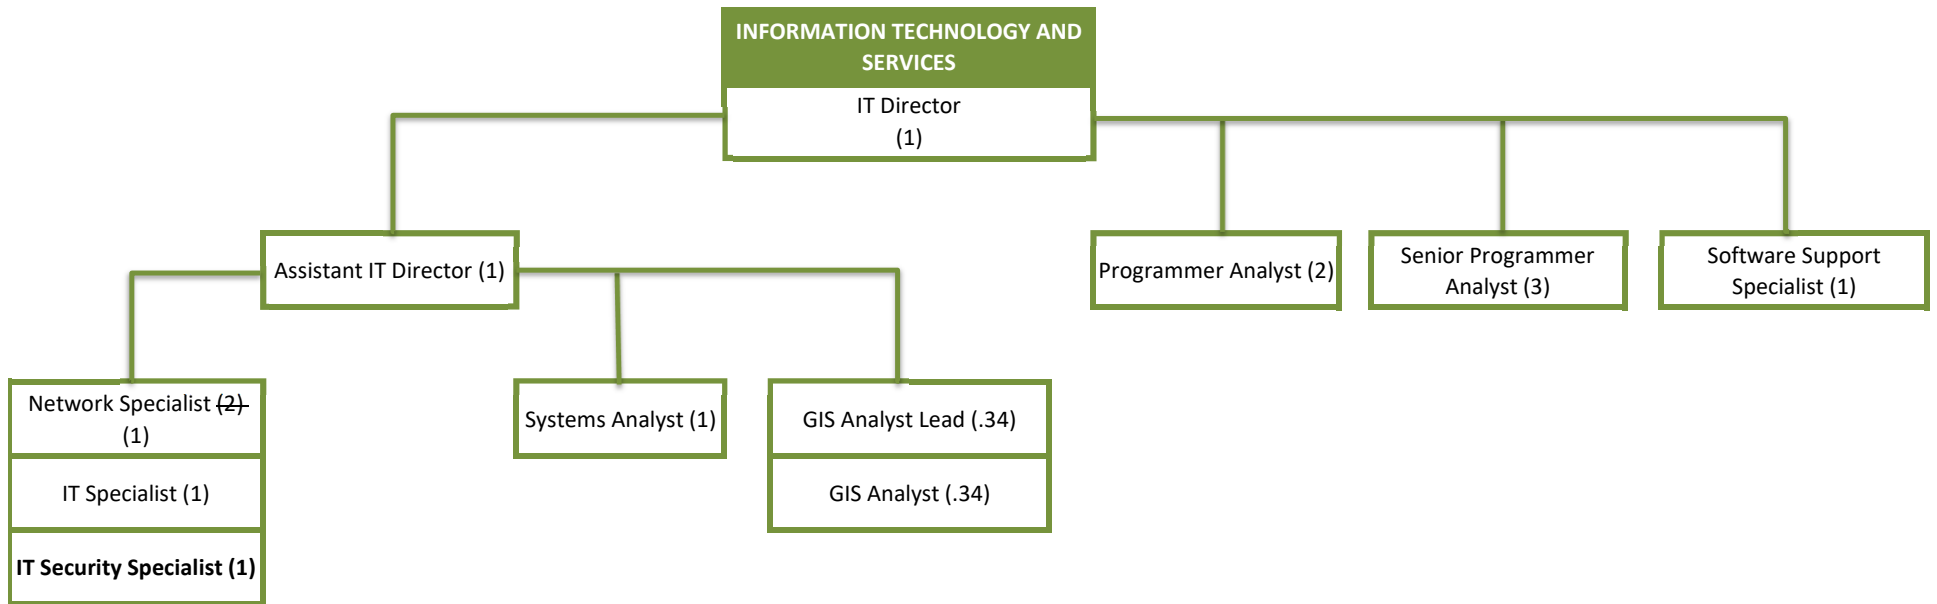 INFORMATION TECHNOLOGY AND
SERVICES
IT Director
(1)
Assistant IT Director (1)
Programmer Analyst (2)
Senior Programmer
Analyst (3)
Software Support
Specialist (1)
Network Specialist (2)
(1)
IT Specialist (1)
IT Security Specialist (1)
Systems Analyst (1)
GIS Analyst Lead (.34)
GIS Analyst (.34)